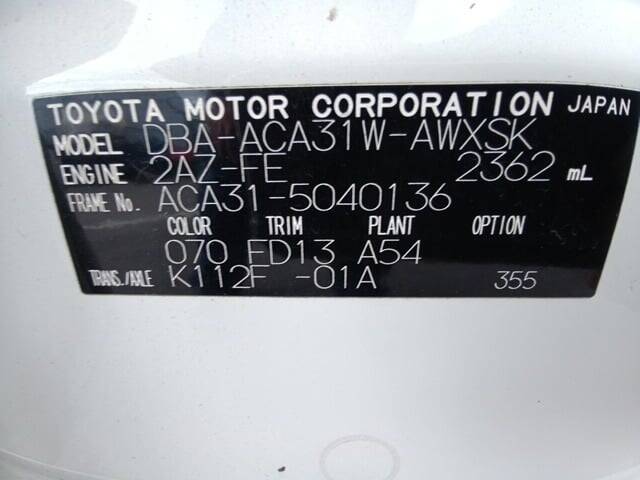 TOYOTA MOTOR CORPORATION JAPAN
MODEL DBA-ACA31W-AWXSK
ENGINE 2AZ-FE 2362 mL
FRAME No. ACA31-5040136
COLOR TRIM PLANT OPTION
070 FD13 A54
TRANS./AXLE K112F -01A 355